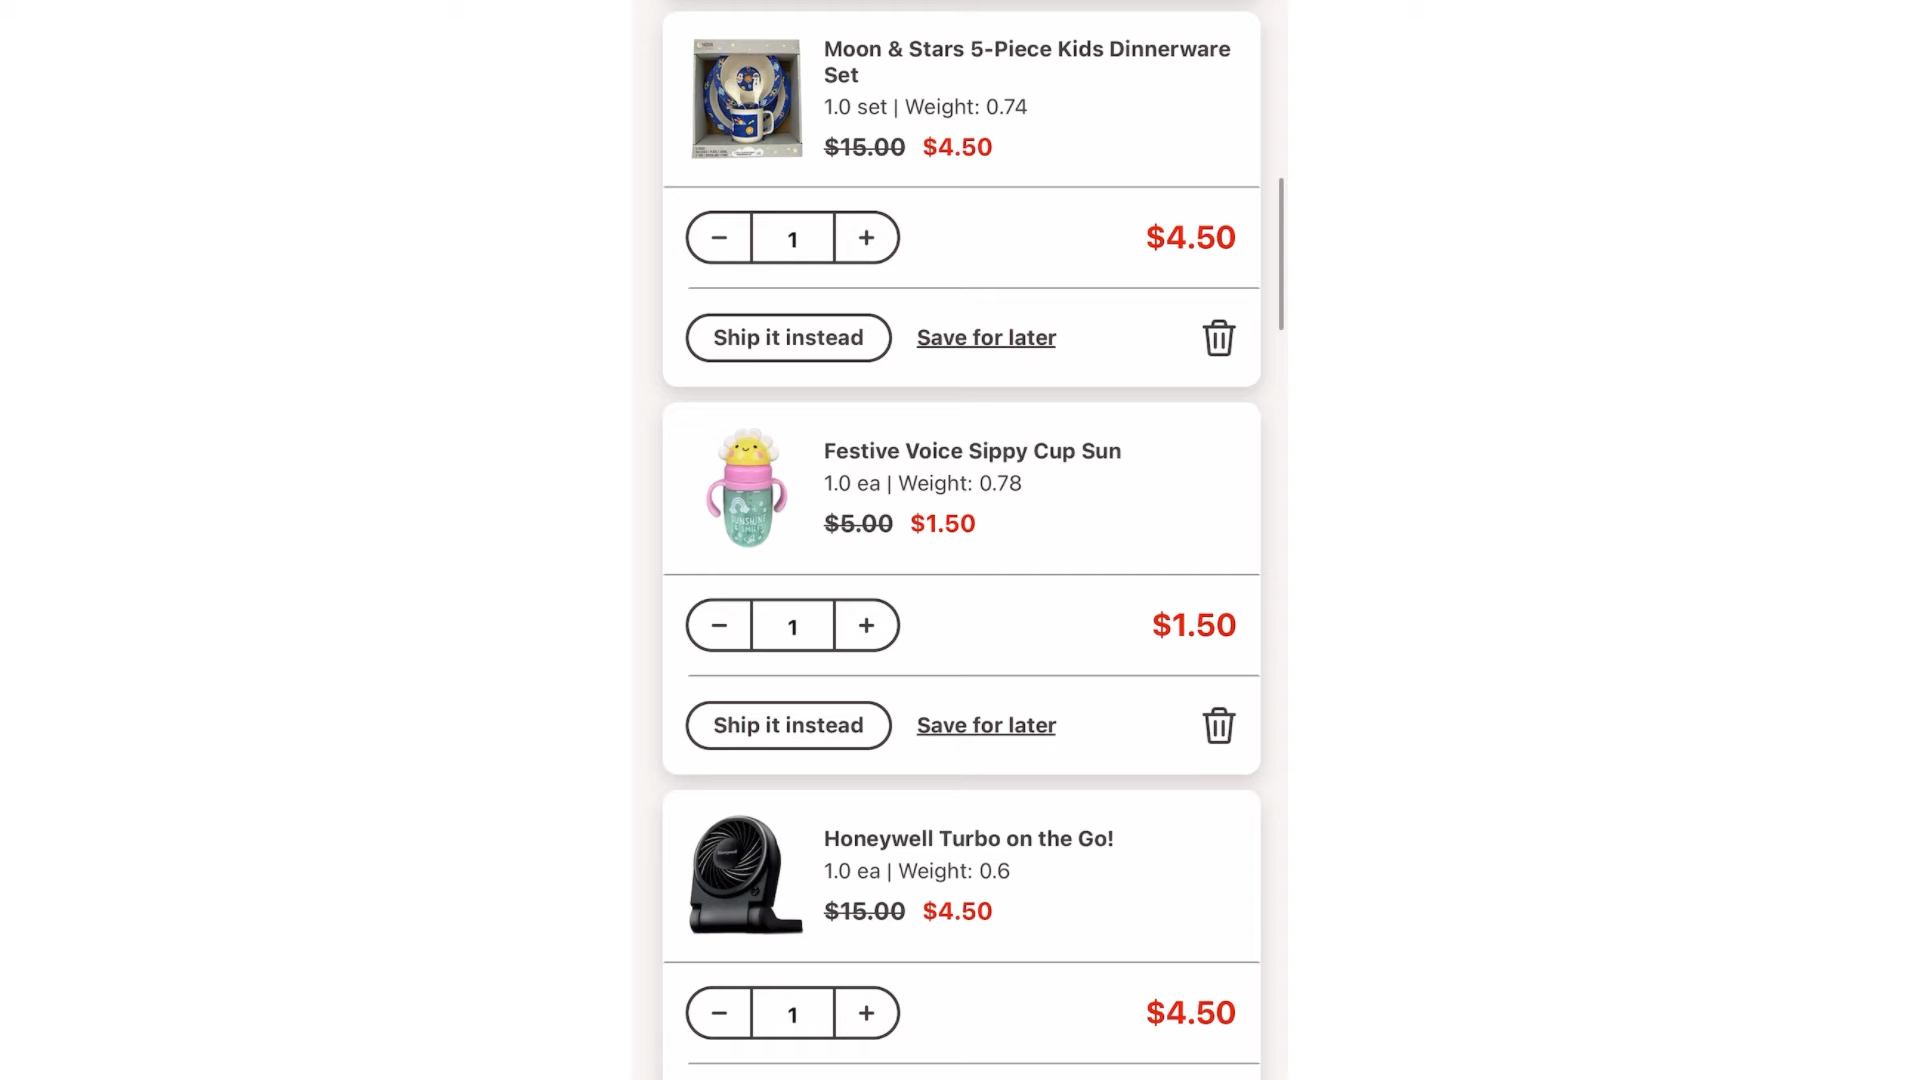 Moon & Stars 5-Piece Kids Dinnerware
Set
1.0 set | Weight: 0.74
$15.00 $4.50
− 1 +
$4.50
Ship it instead
Save for later
Festive Voice Sippy Cup Sun
1.0 ea | Weight: 0.78
$5.00 $1.50
SUNSHINE
− 1 +
$1.50
Ship it instead
Save for later
Honeywell Turbo on the Go!
1.0 ea | Weight: 0.6
$15.00 $4.50
Honeywell
− 1 +
$4.50